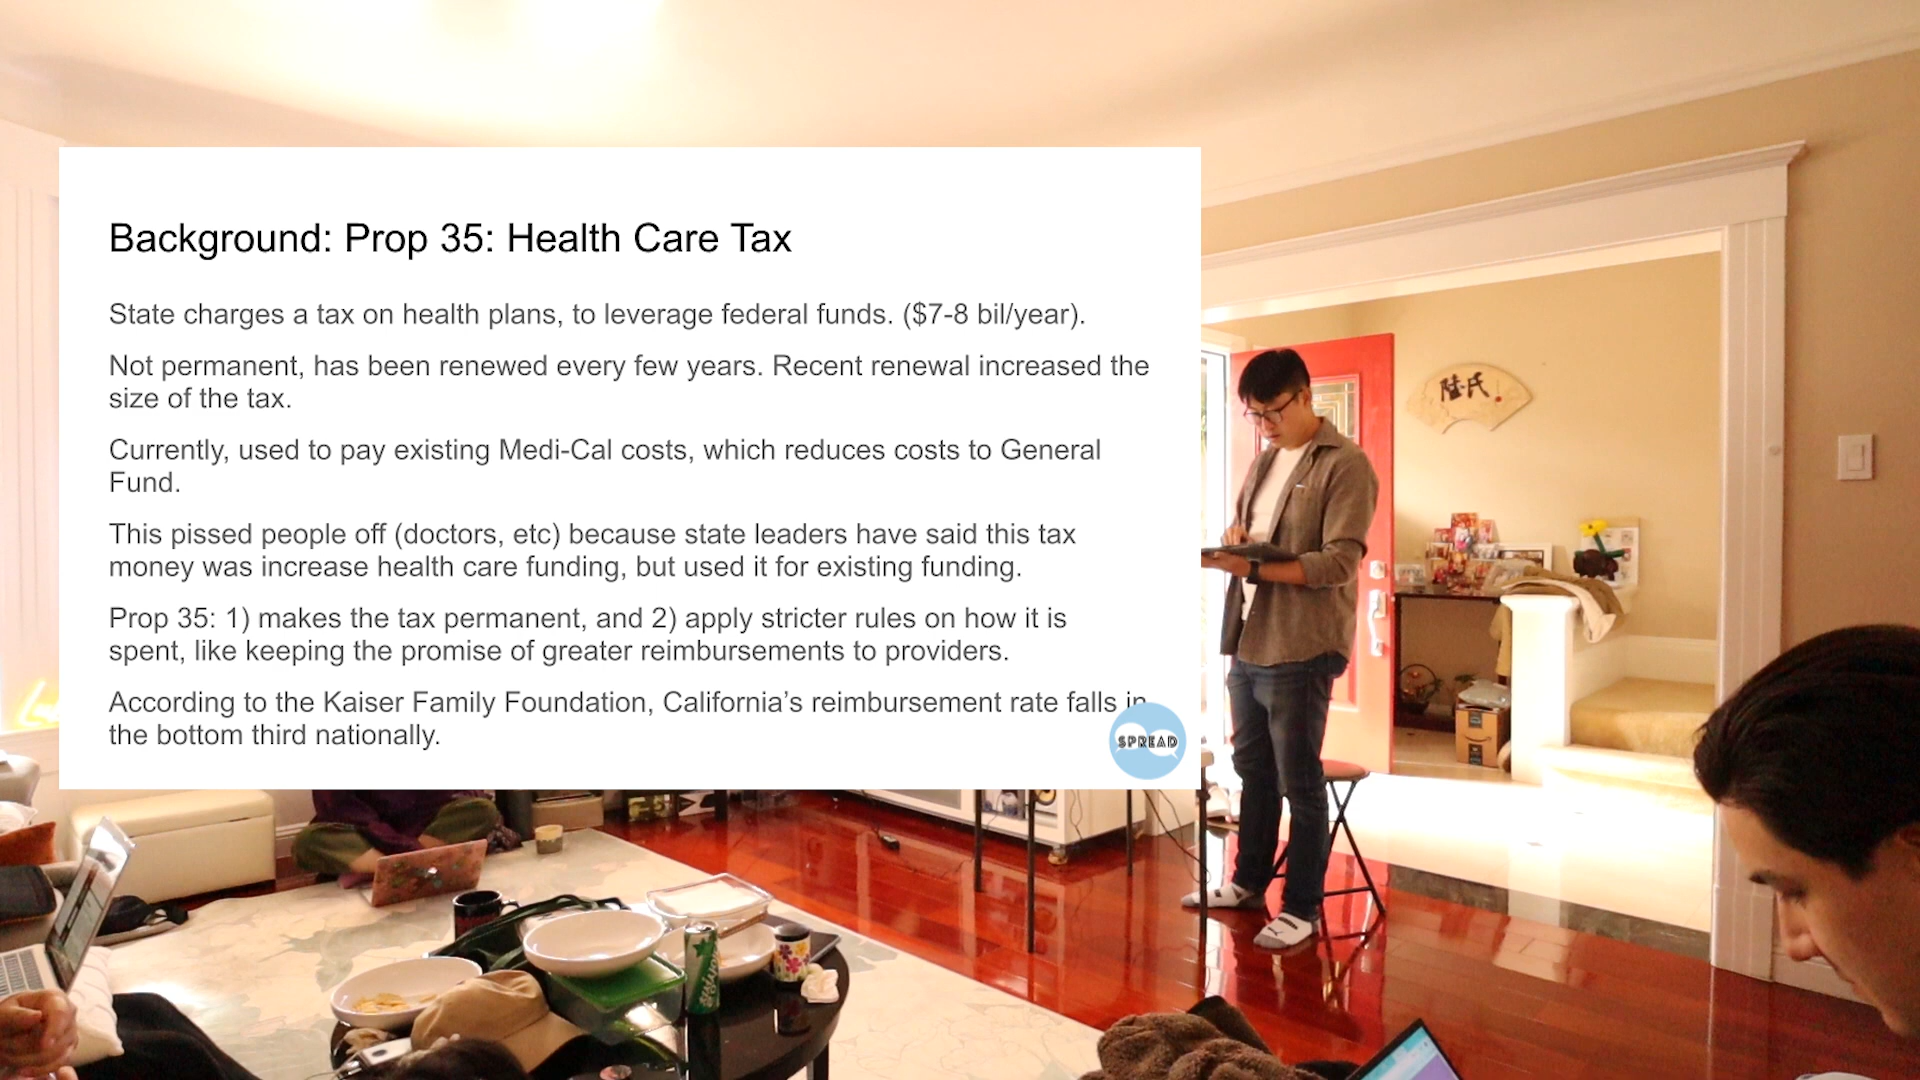 Background: Prop 35: Health Care Tax
State charges a tax on health plans, to leverage federal funds. ($7-8 bil/year).
Not permanent, has been renewed every few years. Recent renewal increased the
size of the tax.
Currently, used to pay existing Medi-Cal costs, which reduces costs to General
Fund.
This pissed people off (doctors, etc) because state leaders have said this tax
money was increase health care funding, but used it for existing funding.
Prop 35: 1) makes the tax permanent, and 2) apply stricter rules on how it is
spent, like keeping the promise of greater reimbursements to providers.
According to the Kaiser Family Foundation, California’s reimbursement rate falls in
the bottom third nationally.
SPREAD
陆氏